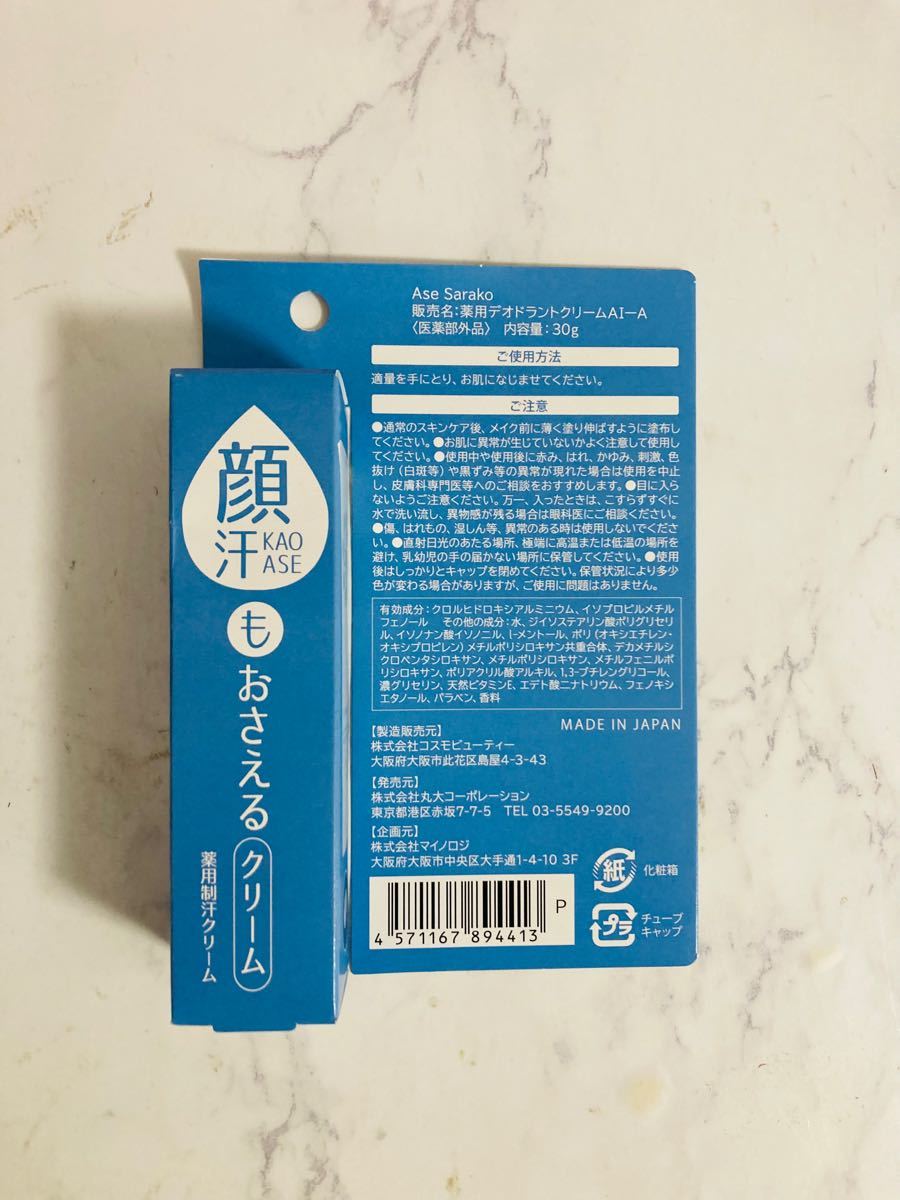 Ase Sarako
販売名：薬用デオドラントクリームAI－A
〈医薬部外品〉 内容量：30g
ご使用方法
適量を手にとり、お肌になじませてください。
ご注意
●通常のスキンケア後、メイク前に薄く塗り伸ばすように塗布し
てください。●お肌に異常が生じていないかよく注意して使用し
てください。●使用中や使用後に赤み、はれ、かゆみ、刺激、色
抜け（白斑等）や黒ずみ等の異常が現れた場合は使用を中止
し、皮膚科専門医等へのご相談をおすすめします。●目に入ら
ないようご注意ください。万一、入ったときは、こすらずすぐに
水で洗い流し、異物感が残る場合は眼科医にご相談ください。
●傷、はれもの、湿しん等、異常のある時は使用しないでくださ
い。●直射日光のあたる場所、極端に高温または低温の場所を
避け、乳幼児の手の届かない場所に保管してください。●使用
後はしっかりとキャップを閉めてください。保管状況により多少
色が変わる場合がありますが、ご使用に問題はありません。
有効成分：クロルヒドロキシアルミニウム、イソプロピルメチル
フェノール その他の成分：水、ジイソステアリン酸ポリグリセリ
ル、イソノナン酸イソノニル、l-メントール、ポリ（オキシエチレン・
オキシプロピレン）メチルポリシロキサン共重合体、デカメチルシ
クロペンタシロキサン、メチルポリシロキサン、メチルフェニルポ
リシロキサン、ポリアクリル酸アルキル、1,3-ブチレングリコール、
濃グリセリン、天然ビタミンE、エデト酸二ナトリウム、フェノキシ
エタノール、パラベン、香料
MADE IN JAPAN
【製造販売元】
株式会社コスモビューティー
大阪府大阪市此花区島屋4-3-43
【発売元】
株式会社丸大コーポレーション
東京都港区赤坂7-7-5 TEL 03-5549-9200
【企画元】
株式会社マイノロジ
大阪府大阪市中央区大手通1-4-10 3F
紙 化粧箱
プラ チューブ
キャップ
P
4 571167 894413
顔
汗 KAO
ASE
も
おさえる
クリーム
薬用制汗クリーム